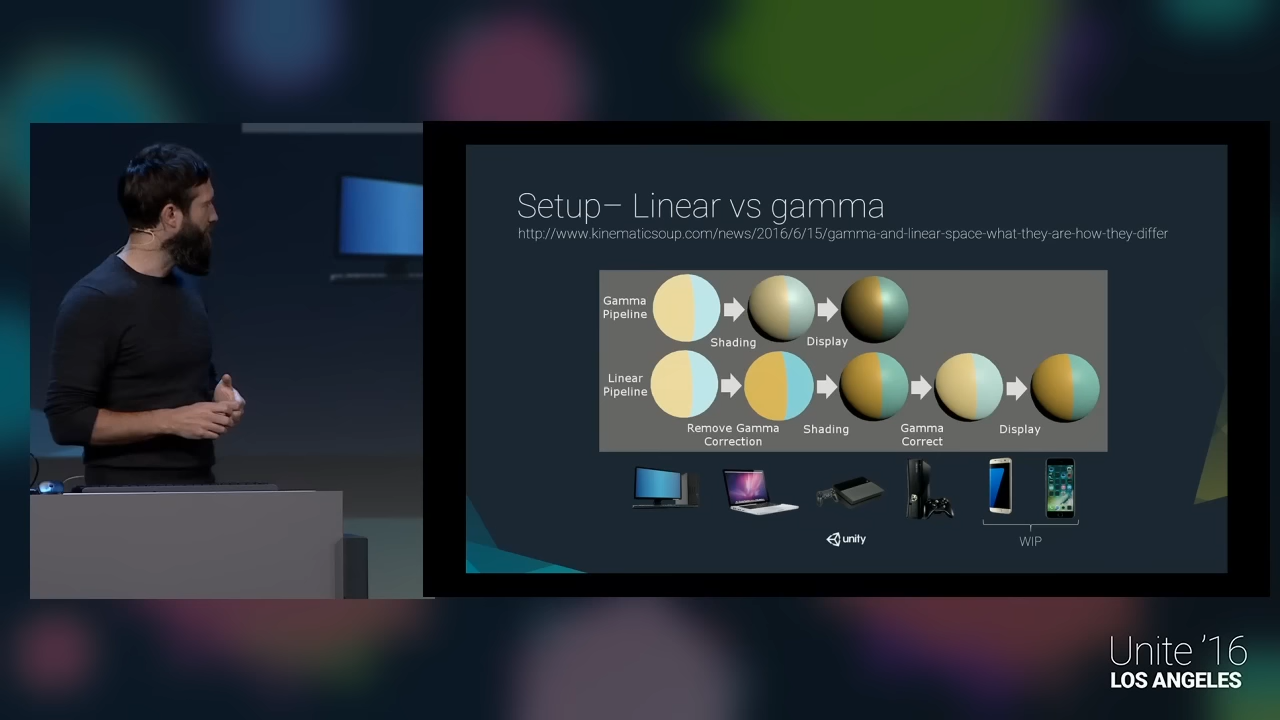 Setup– Linear vs gamma
http://www.kinematicsoup.com/news/2016/6/15/gamma-and-linear-space-what-they-are-how-they-differ
Gamma
Pipeline
Shading
Display
Linear
Pipeline
Remove Gamma
Correction
Shading
Gamma
Correct
Display
unity
WIP
Unite '16
LOS ANGELES